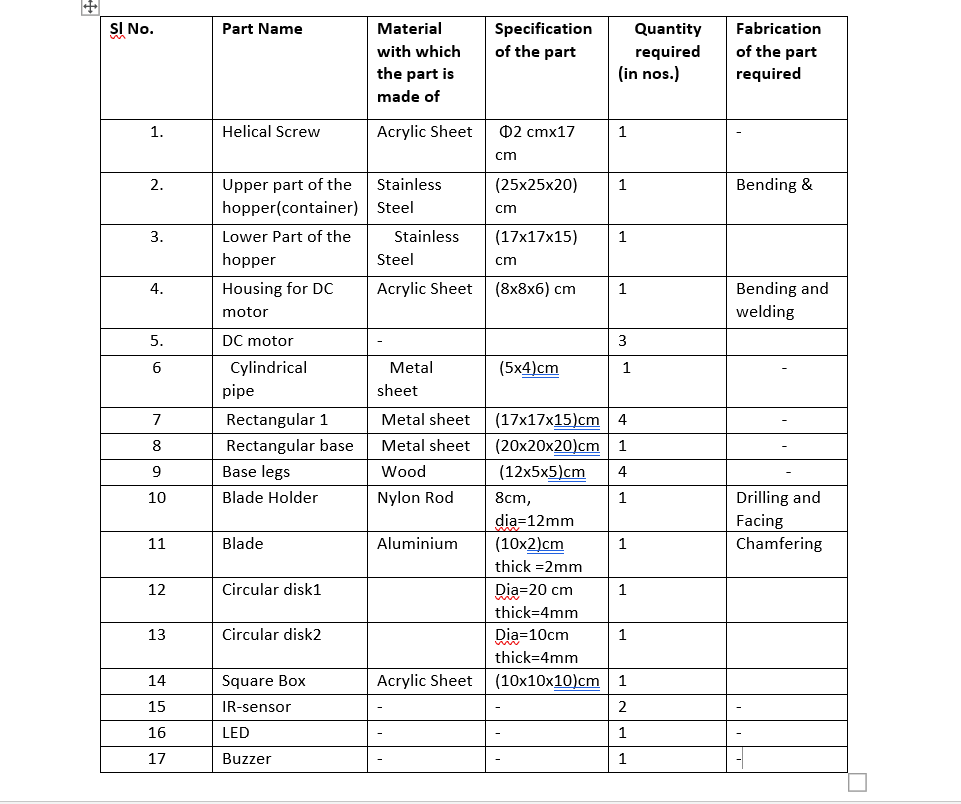 Sl No. Part Name Material with which the part is made of Specification of the part Quantity required (in nos.) Fabrication of the part required
1. Helical Screw Acrylic Sheet Φ2 cmx17 cm 1 -
2. Upper part of the hopper(container) Stainless Steel (25x25x20) cm 1 Bending &
3. Lower Part of the hopper Stainless Steel (17x17x15) cm 1
4. Housing for DC motor Acrylic Sheet (8x8x6) cm 1 Bending and welding
5. DC motor - 3
6 Cylindrical pipe Metal sheet (5x4)cm 1 -
7 Rectangular 1 Metal sheet (17x17x15)cm 4 -
8 Rectangular base Metal sheet (20x20x20)cm 1 -
9 Base legs Wood (12x5x5)cm 4 -
10 Blade Holder Nylon Rod 8cm, dia=12mm 1 Drilling and Facing
11 Blade Aluminium (10x2)cm thick =2mm 1 Chamfering
12 Circular disk1 Dia=20 cm thick=4mm 1
13 Circular disk2 Dia=10cm thick=4mm 1
14 Square Box Acrylic Sheet (10x10x10)cm 1
15 IR-sensor - - 2 -
16 LED - - 1 -
17 Buzzer - - 1 -